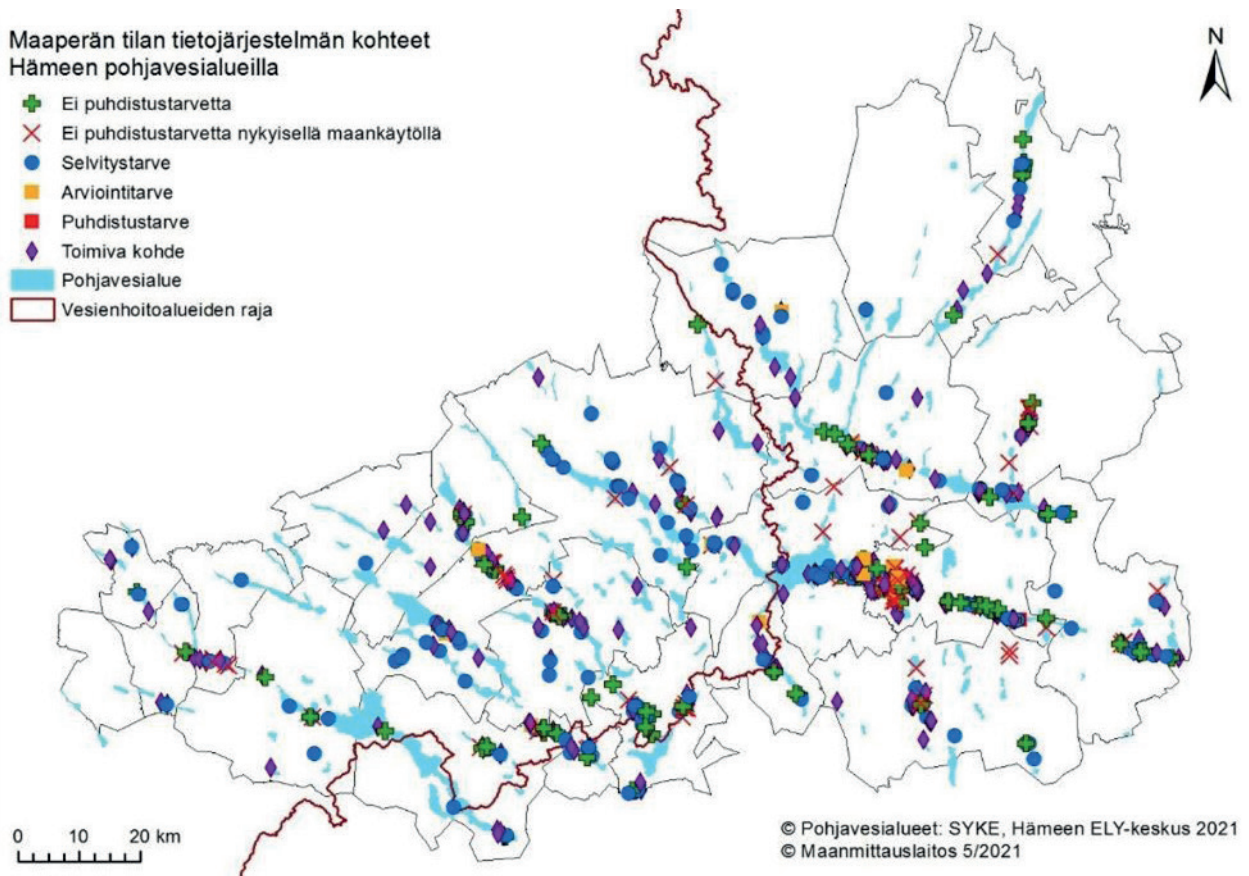 Maaperän tilan tietojärjestelmän kohteet
Hämeen pohjavesialueilla
Ei puhdistustarvetta
Ei puhdistustarvetta nykyisellä maankäytöllä
Selvitystarve
Arviointitarve
Puhdistustarve
Toimiva kohde
Pohjavesialue
Vesienhoitoalueiden raja
N
0 10 20 km
© Pohjavesialueet: SYKE, Hämeen ELY-keskus 2021
© Maanmittauslaitos 5/2021